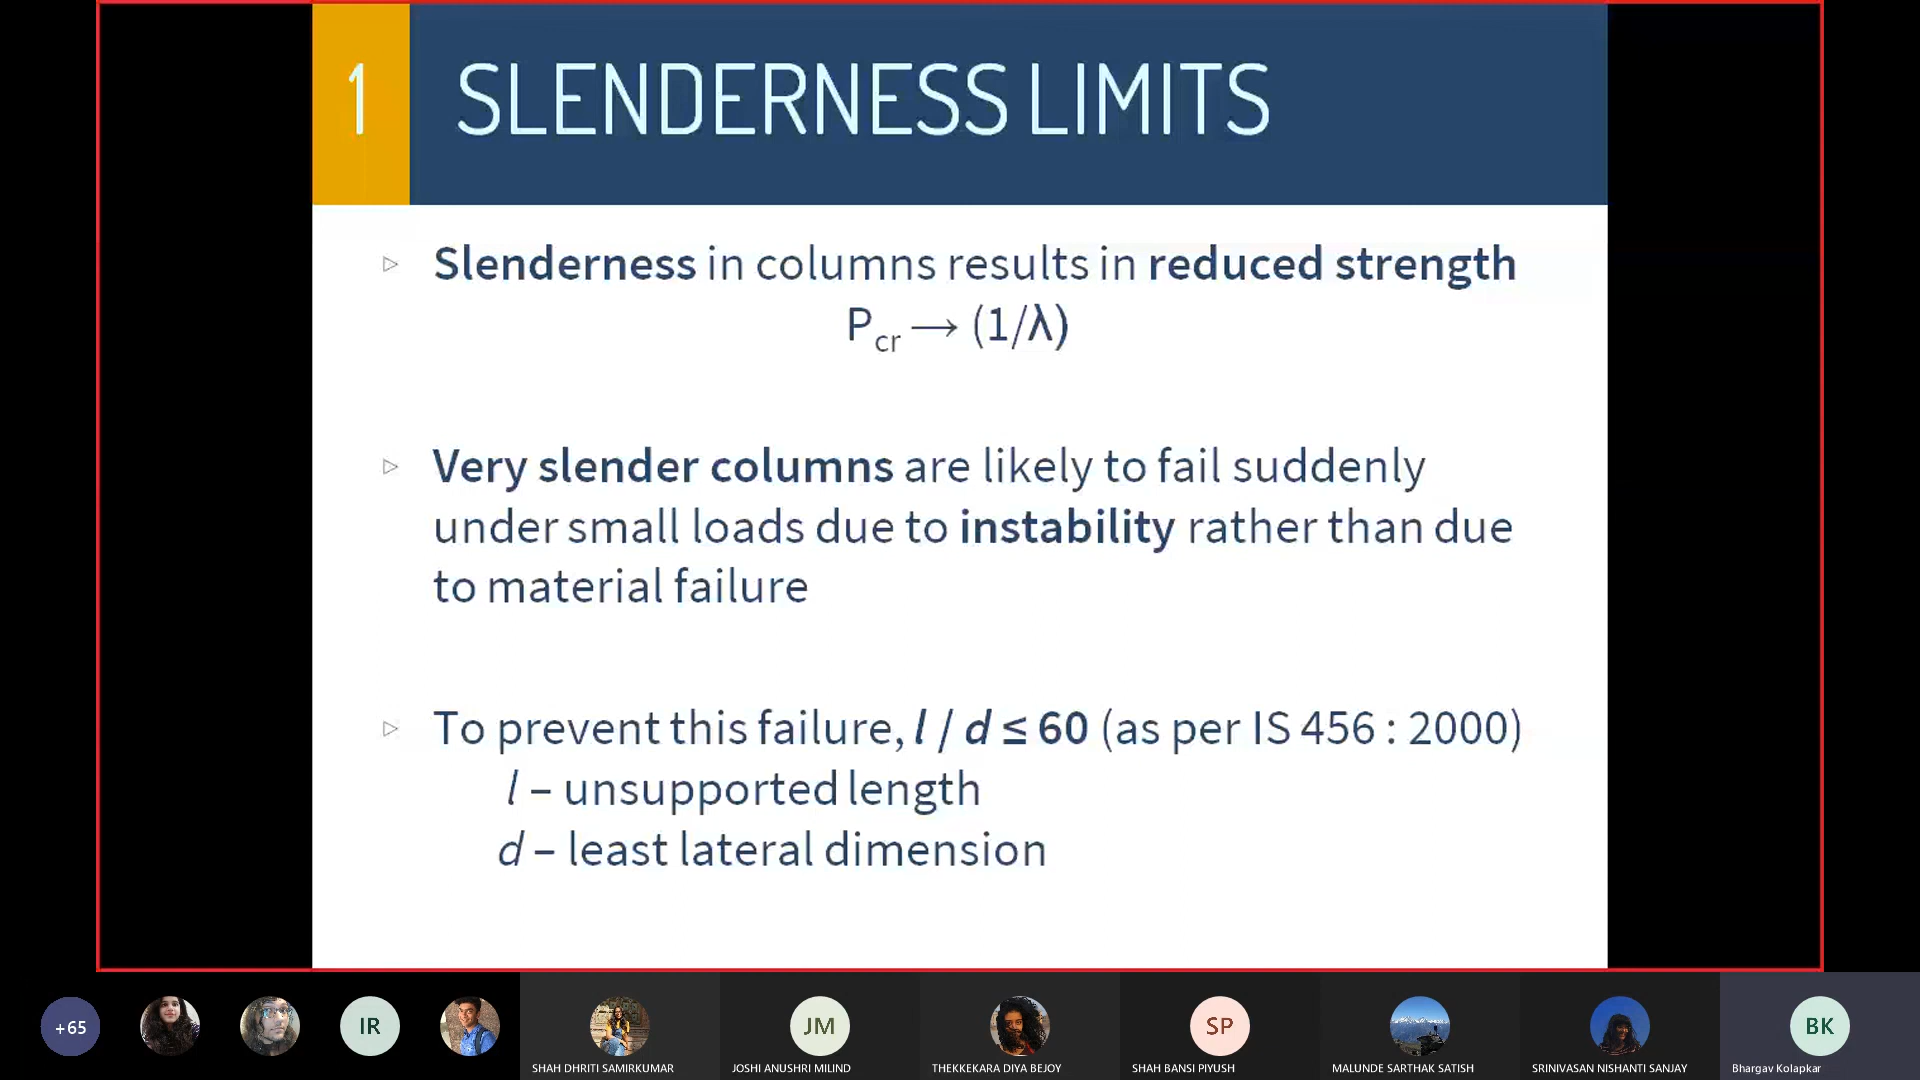 1 SLENDERNESS LIMITS
▷ Slenderness in columns results in reduced strength
Pcr → (1/λ)
▷ Very slender columns are likely to fail suddenly
under small loads due to instability rather than due
to material failure
▷ To prevent this failure, l / d ≤ 60 (as per IS 456 : 2000)
l – unsupported length
d – least lateral dimension
+65
IR
JM
SP
BK
SHAH DHRITI SAMIRKUMAR
JOSHI ANUSHRI MILIND
THEKKEKARA DIYA BEJOY
SHAH BANSI PIYUSH
MALUNDE SARTHAK SATISH
SRINIVASAN NISHANTI SANJAY
Bhargav Kolapkar